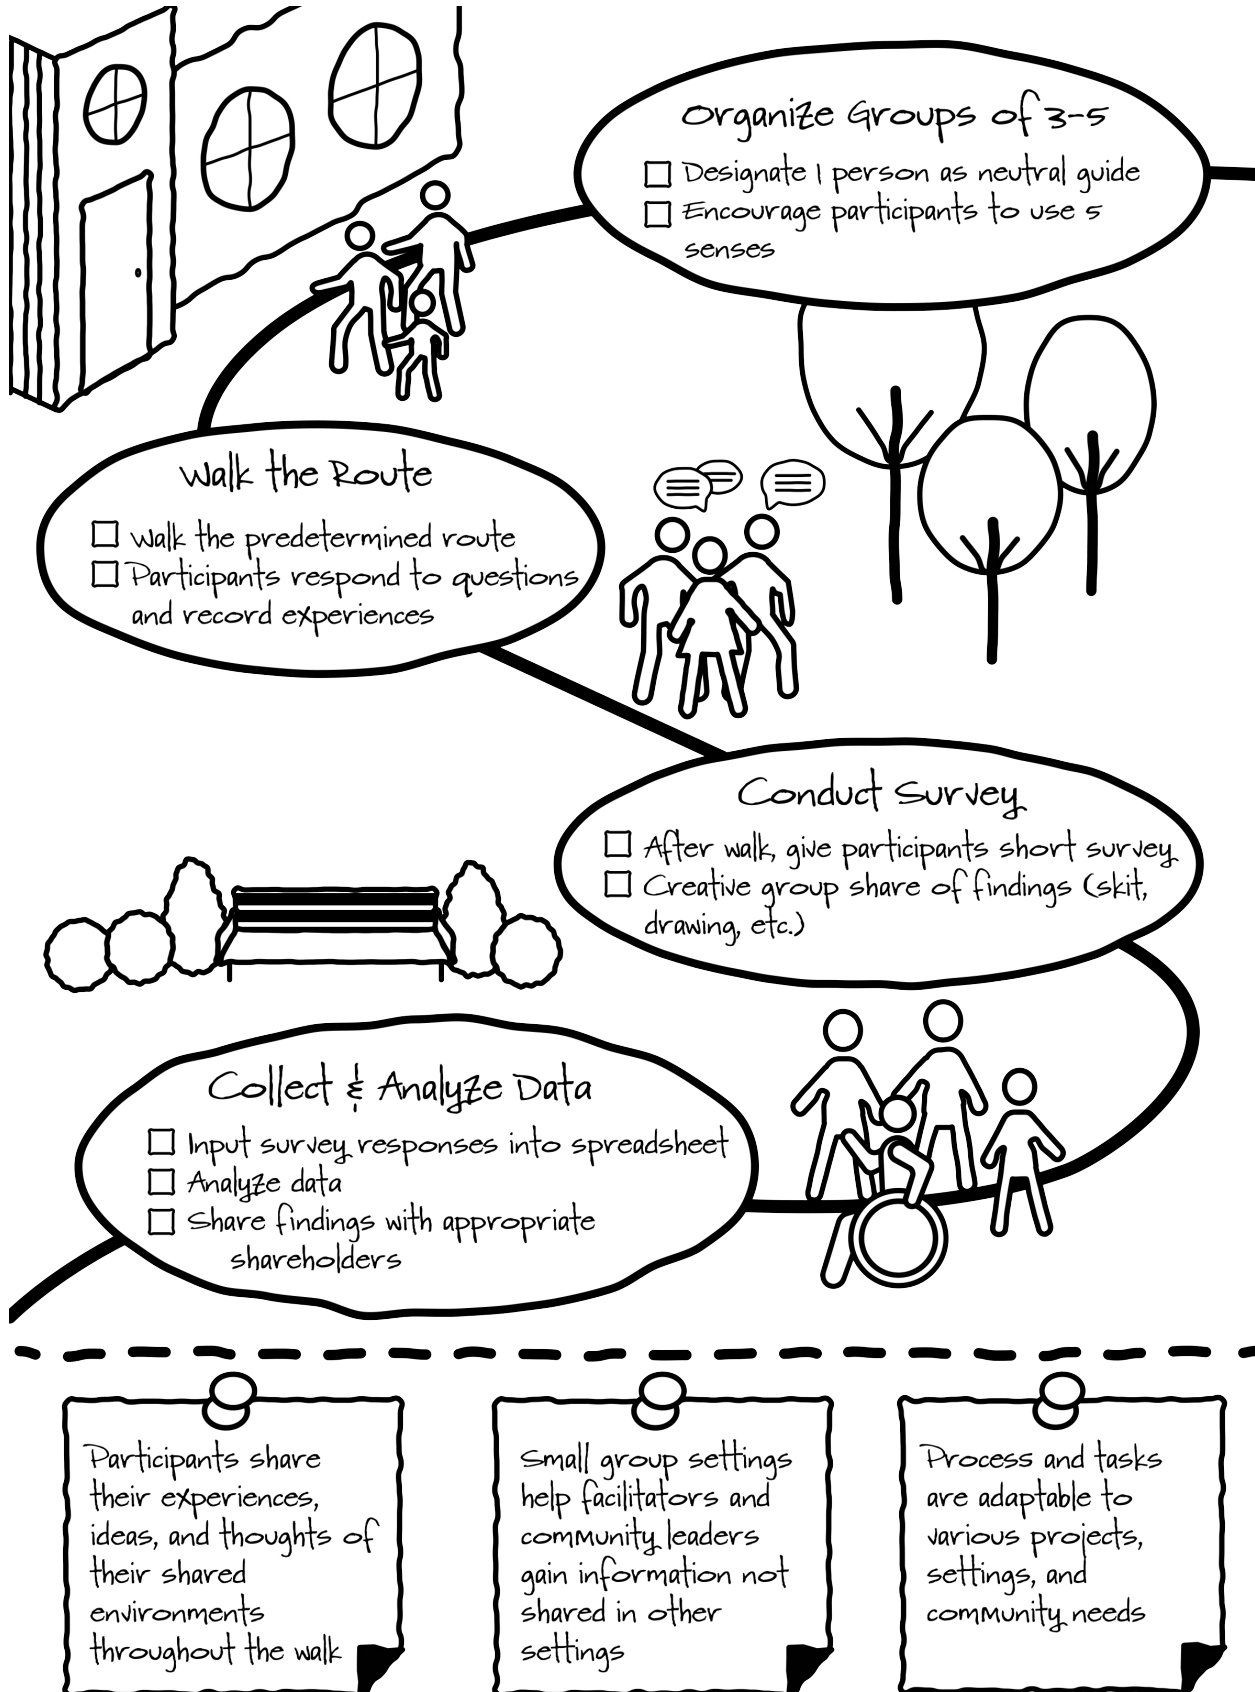 Organize Groups of 3-5
Designate 1 person as neutral guide
Encourage participants to use 5
senses
Walk the Route
Walk the predetermined route
Participants respond to questions
and record experiences
Conduct Survey
After walk, give participants short survey
Creative group share of findings (skit,
drawing, etc.)
Collect & Analyze Data
Input survey responses into spreadsheet
Analyze data
Share findings with appropriate
shareholders
Participants share
their experiences,
ideas, and thoughts of
their shared
environments
throughout the walk
Small group settings
help facilitators and
community leaders
gain information not
shared in other
settings
Process and tasks
are adaptable to
various projects,
settings, and
community needs